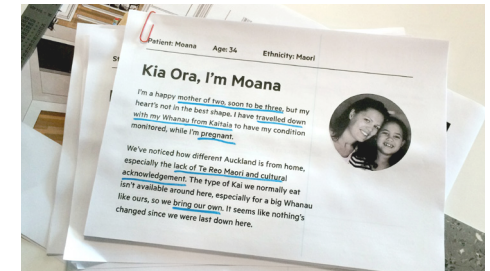 Patient: Moana Age: 34 Ethnicity: Maori
Kia Ora, I'm Moana
I'm a happy mother of two, soon to be three, but my
heart's not in the best shape. I have travelled down
with my Whanau from Kaitaia to have my condition
monitored, while I'm pregnant.
We've noticed how different Auckland is from home,
especially the lack of Te Reo Maori and cultural
acknowledgement. The type of Kai we normally eat
isn't available around here, especially for a big Whanau
like ours, so we bring our own. It seems like nothing's
changed since we were last down here.